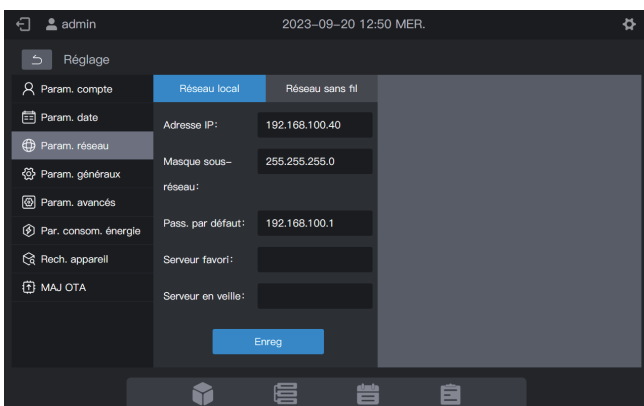 admin
2023-09-20 12:50 MER.
Réglage
Param. compte
Param. date
Param. réseau
Param. généraux
Param. avancés
Par. consom. énergie
Rech. appareil
MAJ OTA
Réseau local
Réseau sans fil
Adresse IP:
192.168.100.40
Masque sous-
réseau:
255.255.255.0
Pass. par défaut:
192.168.100.1
Serveur favori:
Serveur en veille:
Enreg